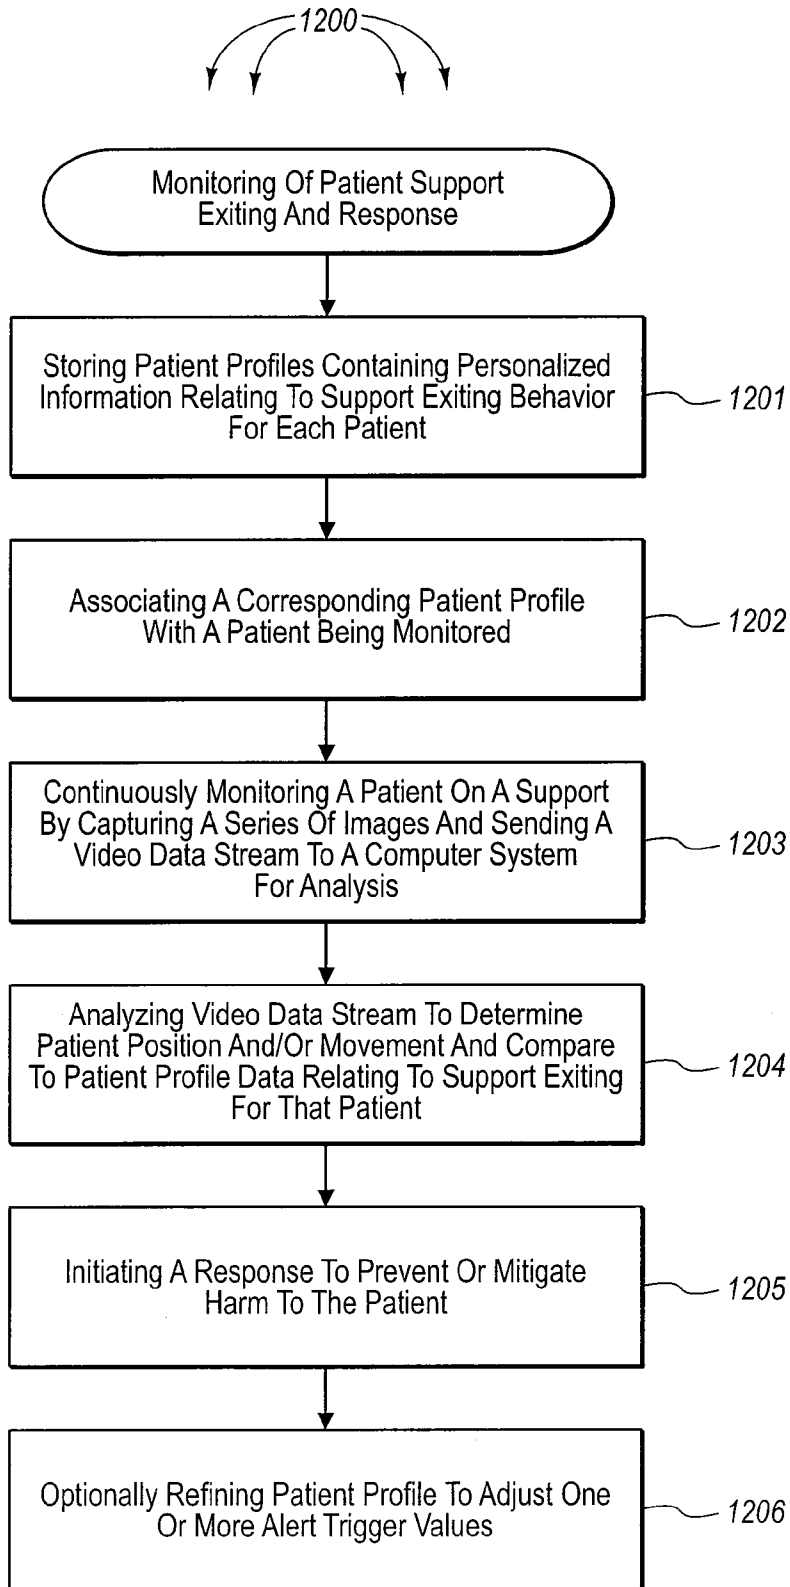 1200
Monitoring Of Patient Support
Exiting And Response
Storing Patient Profiles Containing Personalized
Information Relating To Support Exiting Behavior
For Each Patient
1201
Associating A Corresponding Patient Profile
With A Patient Being Monitored
1202
Continuously Monitoring A Patient On A Support
By Capturing A Series Of Images And Sending A
Video Data Stream To A Computer System
For Analysis
1203
Analyzing Video Data Stream To Determine
Patient Position And/Or Movement And Compare
To Patient Profile Data Relating To Support Exiting
For That Patient
1204
Initiating A Response To Prevent Or Mitigate
Harm To The Patient
1205
Optionally Refining Patient Profile To Adjust One
Or More Alert Trigger Values
1206